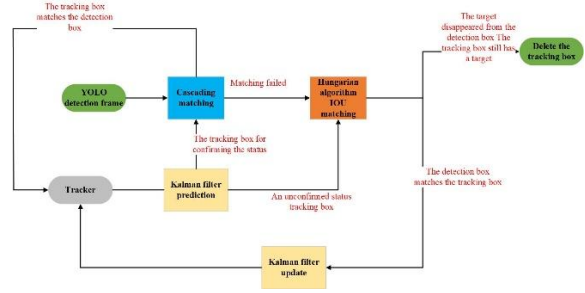 The tracking box
matches the detection
box
The target
disappeared from the
detection box The
tracking box still has
a target
Delete the
tracking box
YOLO
detection frame
Cascading
matching
Matching failed
Hungarian
algorithm
IOU
matching
The tracking box for
confirming the status
Tracker
Kalman filter
prediction
An unconfinned status
tracking box
The detection box
matches the tracking box
Kalman filter
update